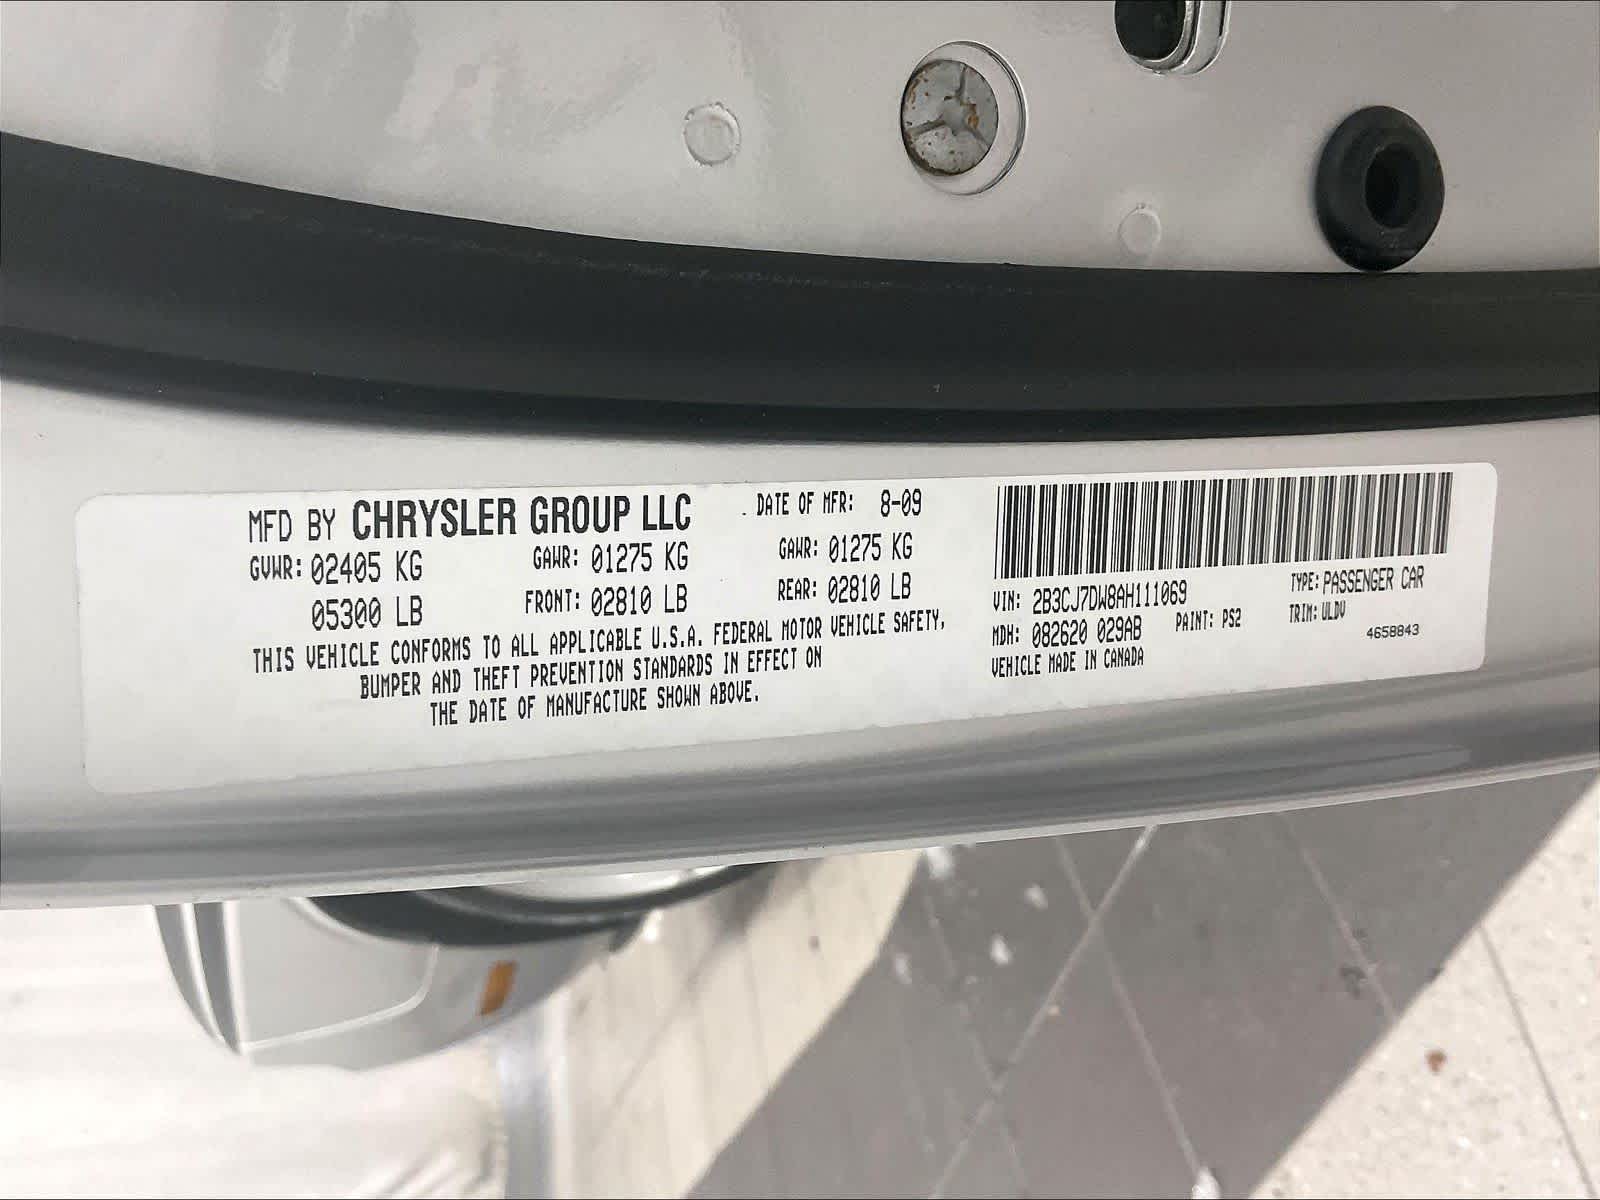 MFD BY CHRYSLER GROUP LLC
DATE OF MFR: 8-09
GVWR: 02405 KG GAWR: 01275 KG GAWR: 01275 KG
05300 LB FRONT: 02810 LB REAR: 02810 LB
THIS VEHICLE CONFORMS TO ALL APPLICABLE U.S.A. FEDERAL MOTOR VEHICLE SAFETY,
BUMPER AND THEFT PREVENTION STANDARDS IN EFFECT ON
THE DATE OF MANUFACTURE SHOWN ABOVE.
VIN: 2B3CJ7DW8AH111069 TYPE: PASSENGER CAR
MDH: 082620 029AB PAINT: PS2 TRIM: ULDV
VEHICLE MADE IN CANADA 4658843